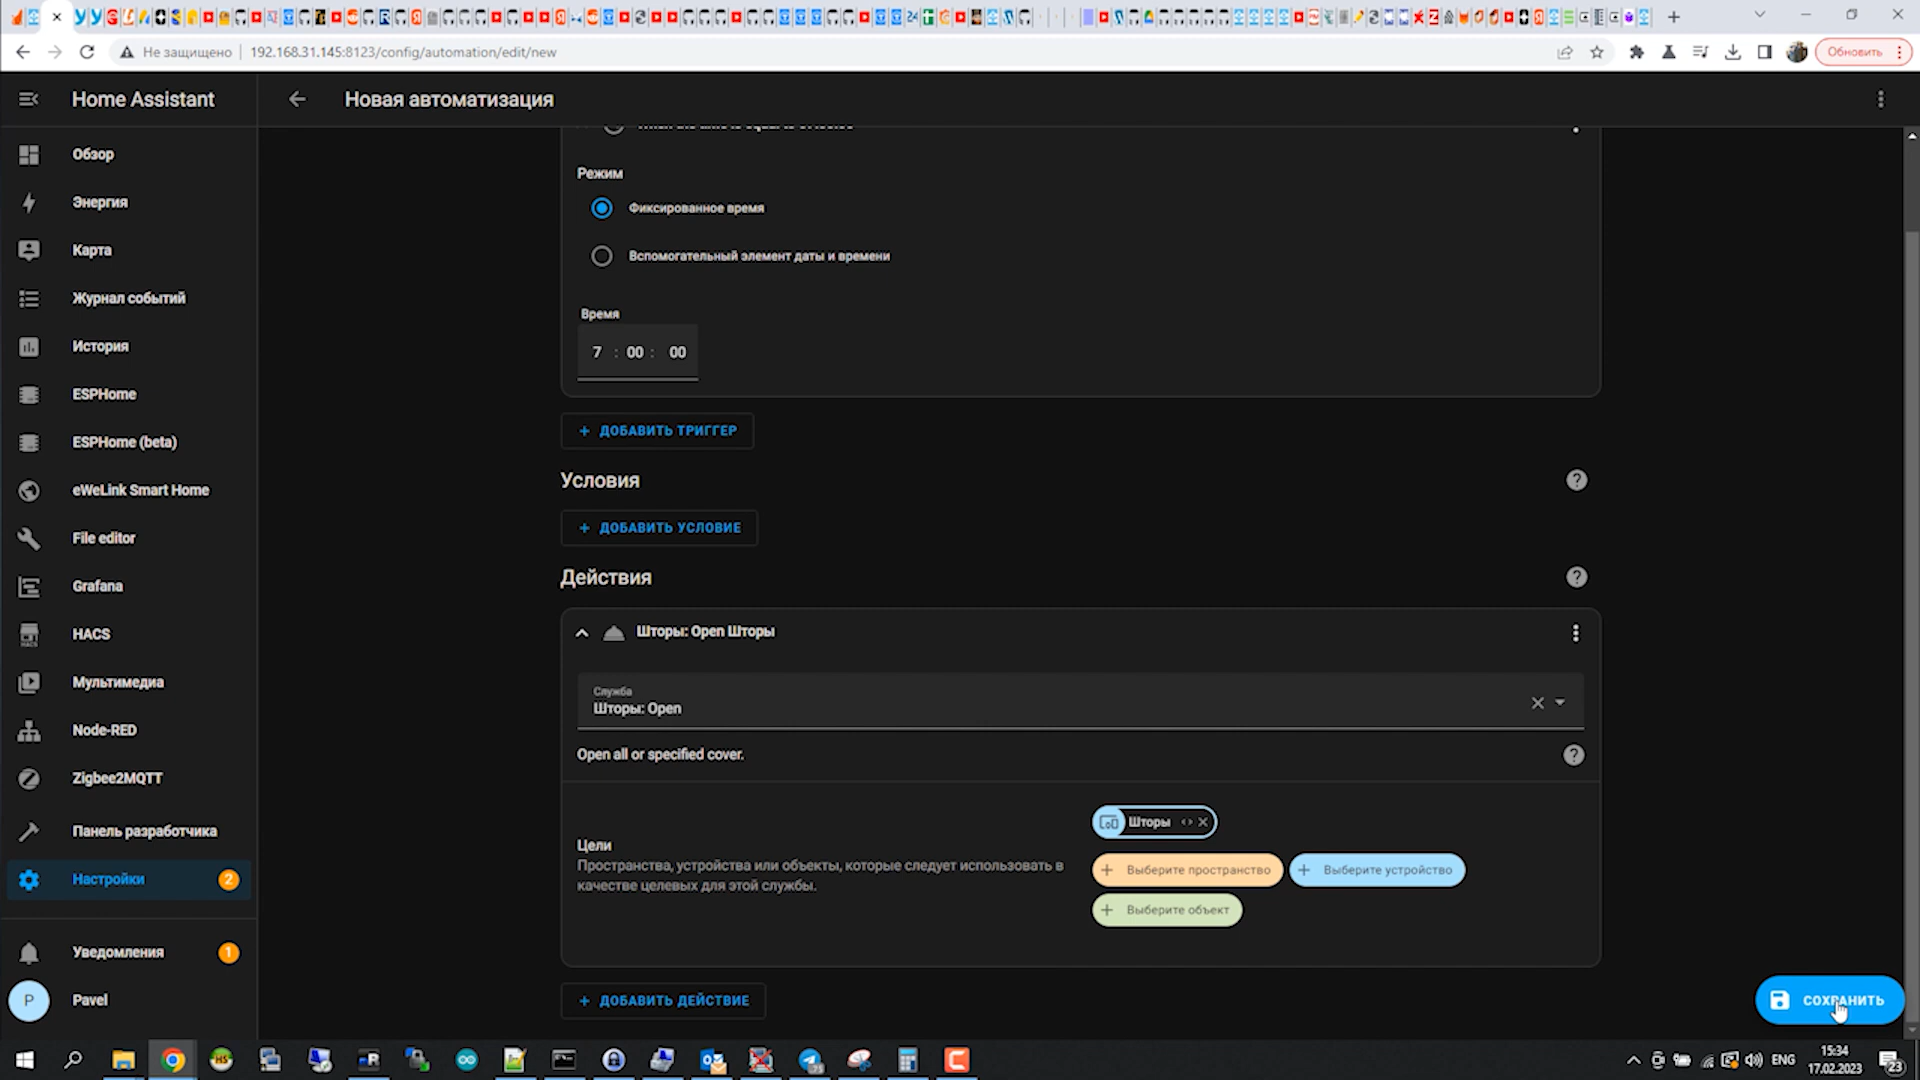 Не защищено
192.168.31.145:8123/config/automation/edit/new
Обновить
Home Assistant
Новая автоматизация
Обзор
Энергия
Карта
Журнал событий
История
ESPHome
ESPHome (beta)
eWeLink Smart Home
File editor
Grafana
HACS
Мультимедиа
Node-RED
Zigbee2MQTT
Панель разработчика
Настройки
2
Уведомления
1
P
Pavel
Режим
Фиксированное время
Вспомогательный элемент даты и времени
Время
7 : 00 : 00
+ ДОБАВИТЬ ТРИГГЕР
Условия
?
+ ДОБАВИТЬ УСЛОВИЕ
Действия
?
Шторы: Open Шторы
Служба
Шторы: Open
Open all or specified cover.
?
Цели
Пространства, устройства или объекты, которые следует использовать в
качестве целевых для этой службы.
Шторы
+ Выберите пространство
+ Выберите устройство
+ Выберите объект
+ ДОБАВИТЬ ДЕЙСТВИЕ
СОХРАНИТЬ
ENG
15:34
17.02.2023
23